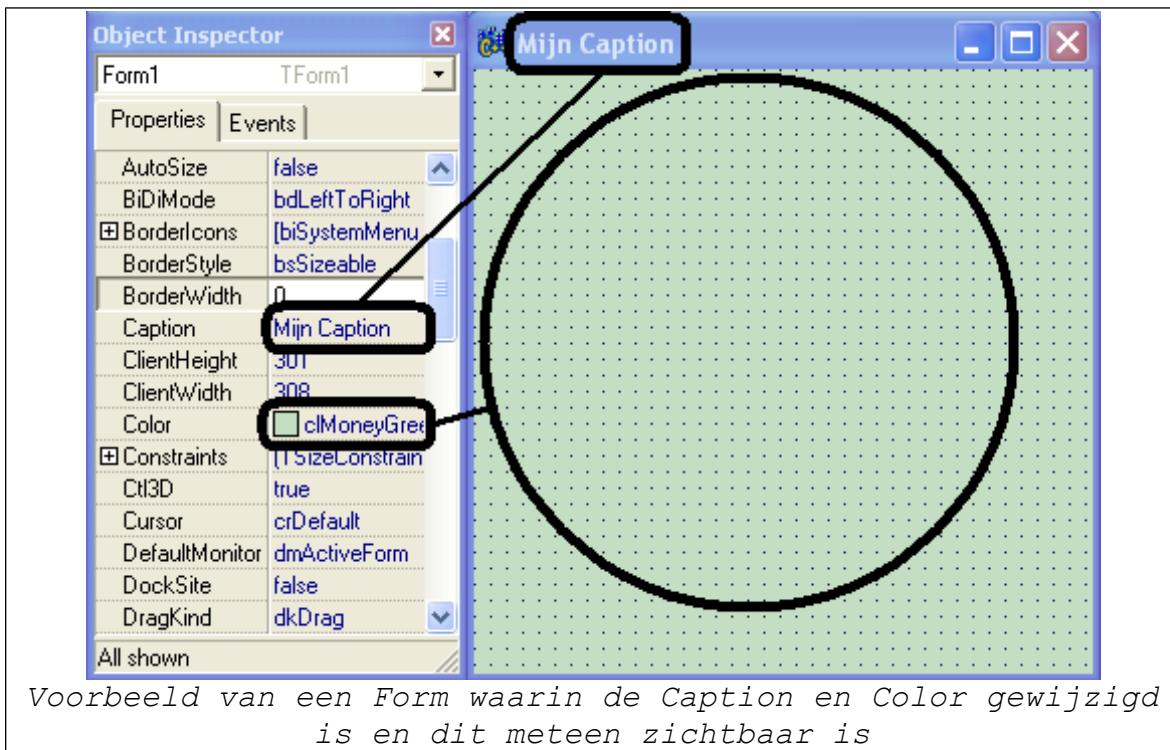 Object Inspector
Mijn Caption
Form1 TForm1
Properties Events
AutoSize false
BiDiMode bdLeftToRight
BorderIcons [biSystemMenu
BorderStyle bsSizeable
BorderWidth 0
Caption Mijn Caption
ClientHeight 301
ClientWidth 308
Color clMoneyGree
Constraints (TSizeConstrain
Ctl3D true
Cursor crDefault
DefaultMonitor dmActiveForm
DockSite false
DragKind dkDrag
All shown
Voorbeeld van een Form waarin de Caption en Color gewijzigd
is en dit meteen zichtbaar is